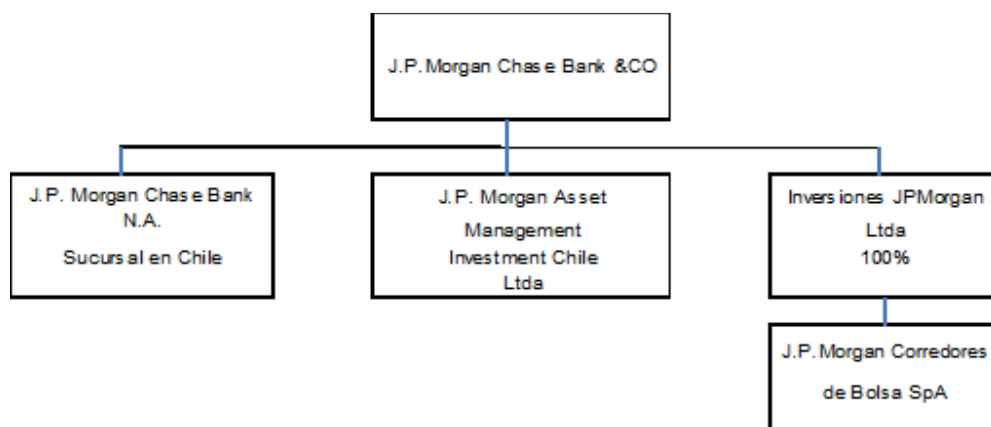 J.P. Morgan Chase Bank &CO
J.P. Morgan Chase Bank
N.A.
Sucursal en Chile
J.P. Morgan Asset
Management
Investment Chile
Ltda
Inversiones JPMorgan
Ltda
100%
J.P. Morgan Corredores
de Bolsa SpA